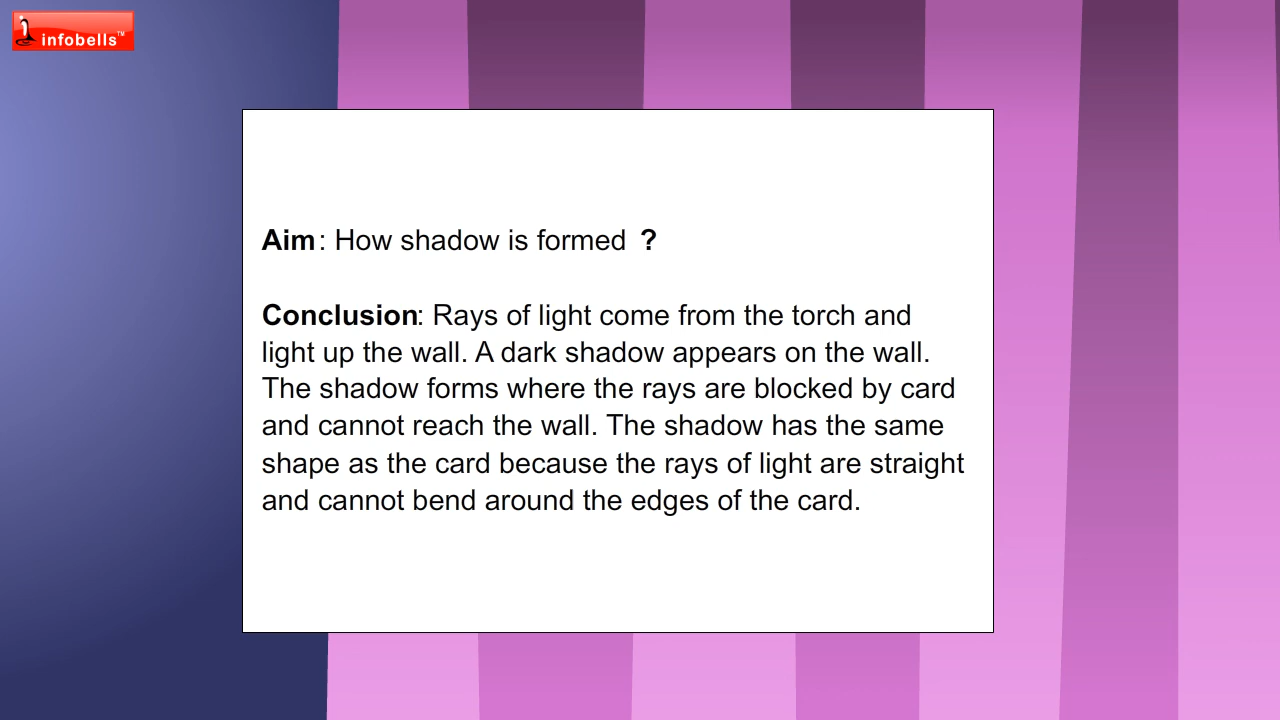 infobells™
Aim: How shadow is formed ?
Conclusion: Rays of light come from the torch and
light up the wall. A dark shadow appears on the wall.
The shadow forms where the rays are blocked by card
and cannot reach the wall. The shadow has the same
shape as the card because the rays of light are straight
and cannot bend around the edges of the card.